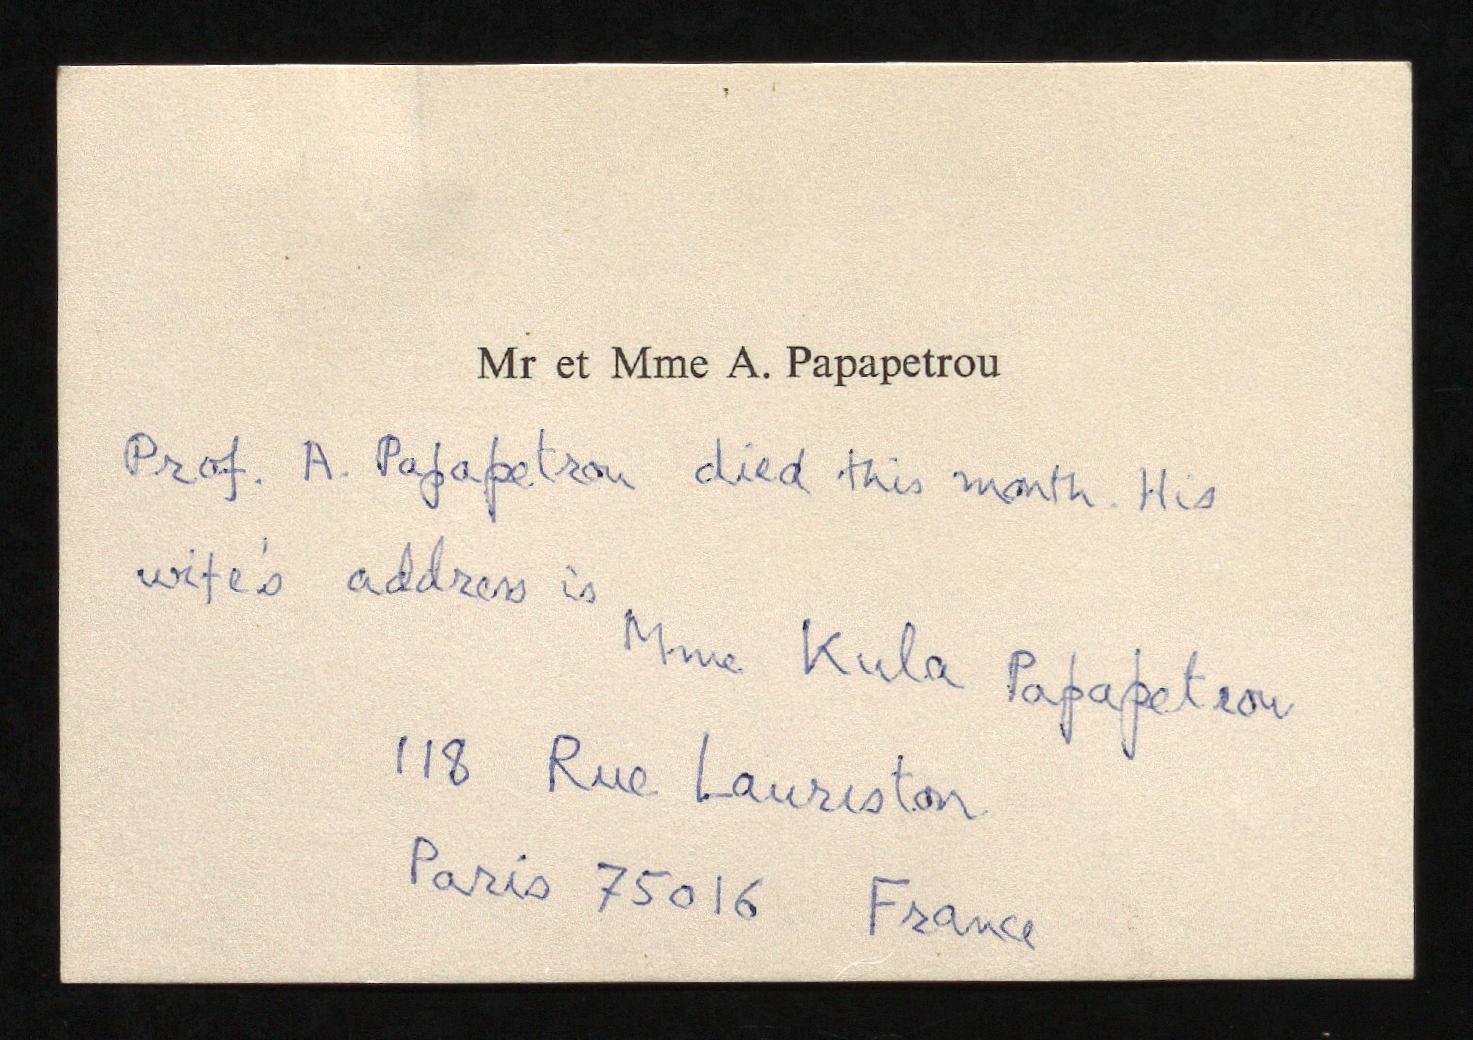 Mr et Mme A. Papapetrou
Prof. A. Papapetrou died this month. His
wife's address is
Mme Kula Papapetrou
118 Rue Lauriston
Paris 75016 France